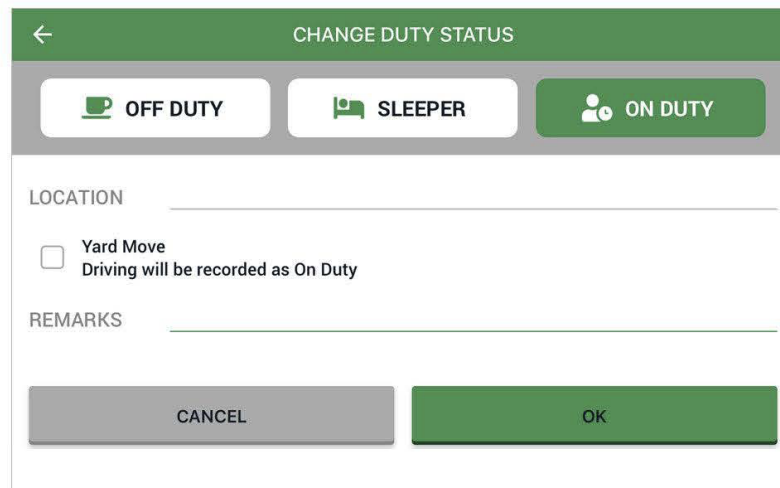 CHANGE DUTY STATUS
OFF DUTY
SLEEPER
ON DUTY
LOCATION
Yard Move
Driving will be recorded as On Duty
REMARKS
CANCEL
OK